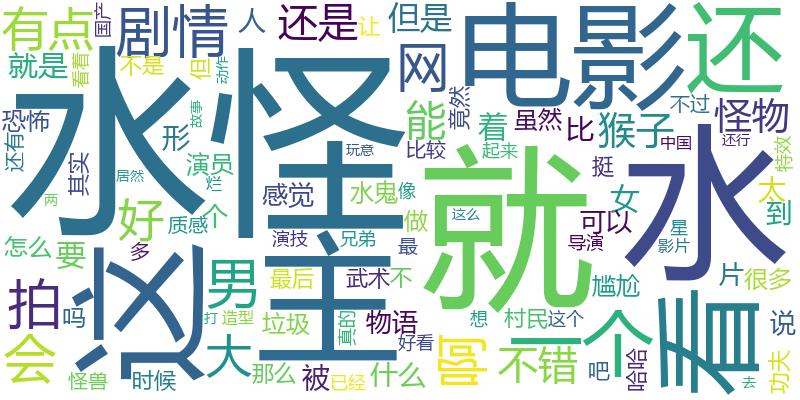 有点
国产
剧情
人
还是
让
但是
电影
还
就是
看着
不是
但
动作
网
水怪
恐怖
还有
形
故事
能
竟然
着
虽然
比
猴子
不过
怪物
其实
演员
居然
烂
玩意
比较
起来
挺
中国
还行
特效
两
好
质感
个
感觉
水鬼
像
就
水
女
太
到
怎么
要
多
演技
兄弟
做
最
这么
可以
导演
星
影片
凶
男
主
最后
武术
不
尴尬
片
很多
拍
吗
打
造型
垃圾
真的
物语
好看
想
村民
这个
一个
看
说
会
怪兽
时候
大
那么
被
已经
什么
啊
不错
吧
哈哈
去
功夫